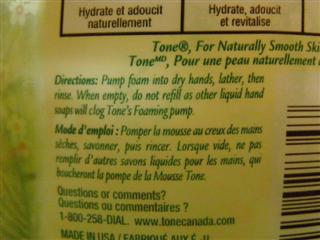 Hydrate et adoucit
naturellement
Hydrate, adoucit
et revitalise
Tone®, For Naturally Smooth Ski
Toneᴹᴰ, Pour une peau naturellement
Directions: Pump foam into dry hands, lather, then
rinse. When empty, do not refill as other liquid hand
soaps will clog Tone's Foaming pump.
Mode d'emploi : Pomper la mousse au creux des mains
sèches, savonner, puis rincer. Lorsque vide, ne pas
remplir d'autres savons liquides pour les mains, qui
boucheront la pompe de la Mousse Tone.
Questions or comments?
Questions ou commentaires ?
1-800-258-DIAL. www.tonecanada.com
MADE IN USA / FABRIQUÉ AUX É.-U.